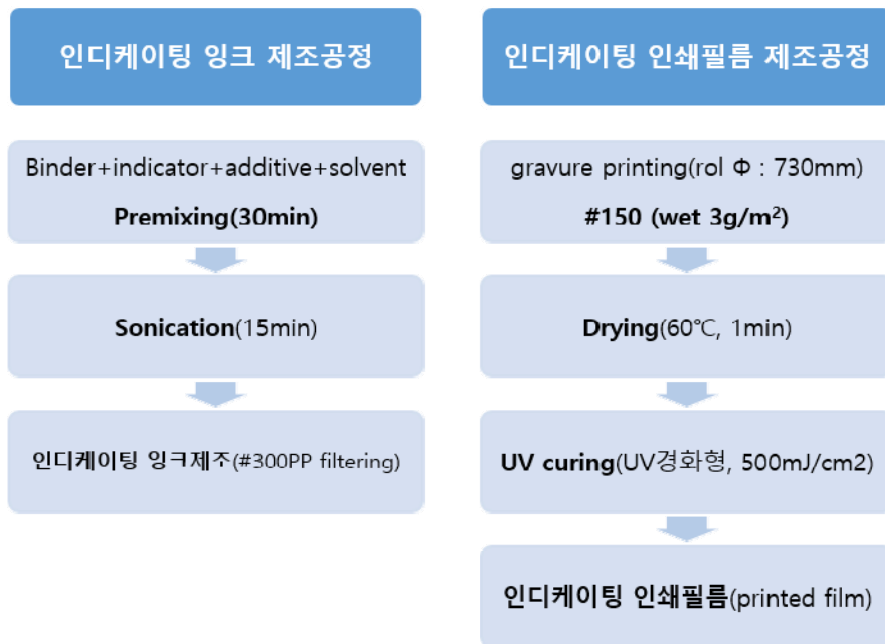 인디케이팅 잉크 제조공정
Binder+indicator+additive+solvent
Premixing(30min)
Sonication(15min)
인디케이팅 잉크제조(#300PP filtering)
인디케이팅 인쇄필름 제조공정
gravure printing(rol Φ : 730mm)
#150 (wet 3g/m²)
Drying(60℃, 1min)
UV curing(UV경화형, 500mJ/cm2)
인디케이팅 인쇄필름(printed film)